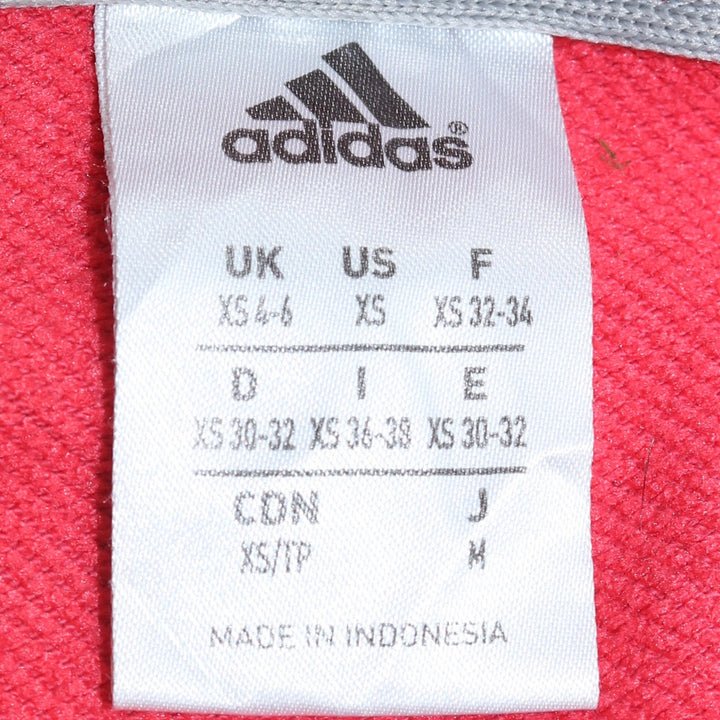 adidas®
UK US F
XS 4-6 XS XS 32-34
D I E
XS 30-32 XS 36-38 XS 30-32
CDN J
XS/TP M
MADE IN INDONESIA